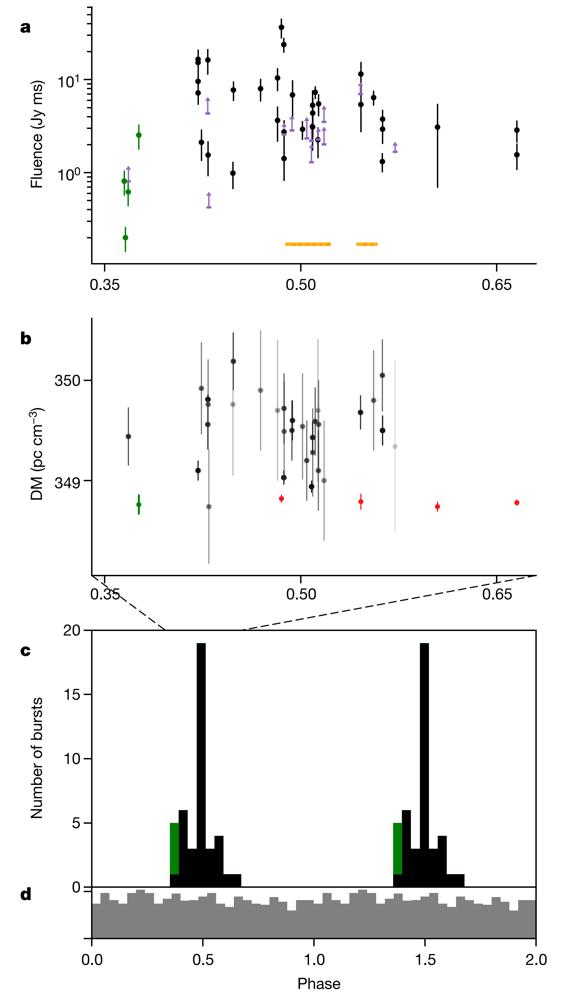 a
Fluence (Jy ms)
10¹
10⁰
0.35 0.50 0.65
b
DM (pc cm⁻³)
350
349
0.35 0.50 0.65
c
Number of bursts
20
15
10
5
0
d
0.0 0.5 1.0 1.5 2.0
Phase